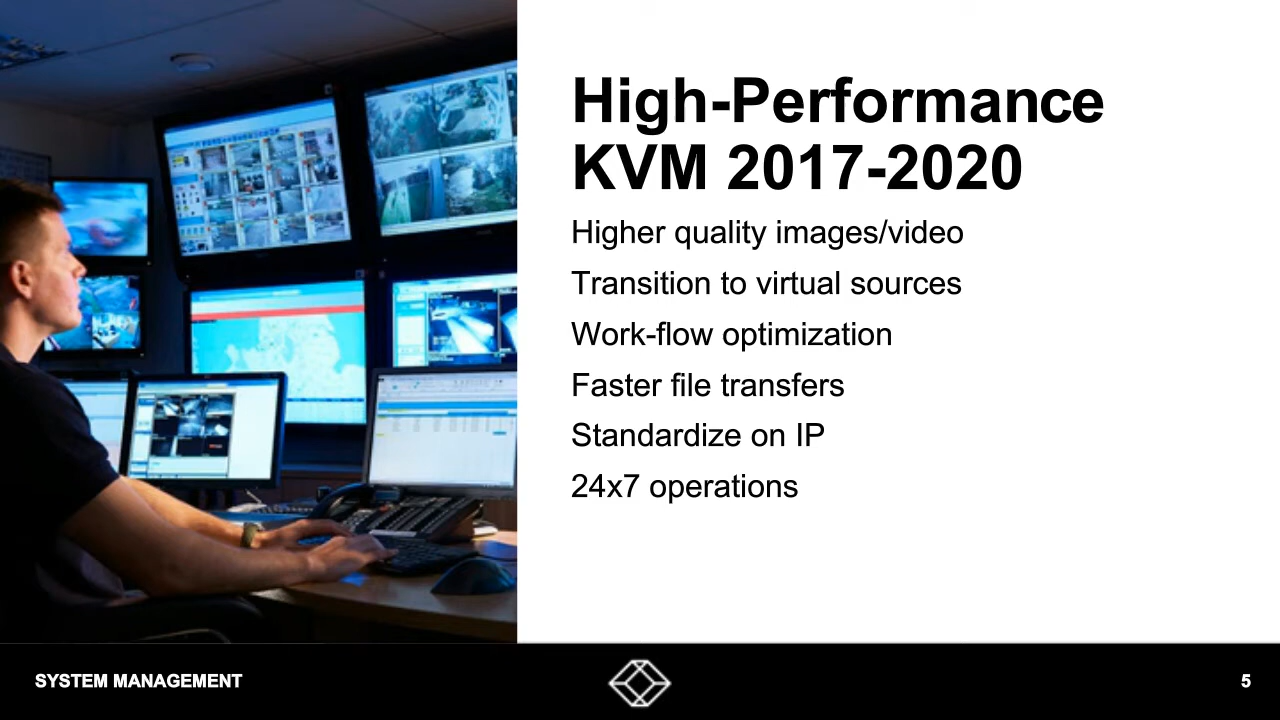 High-Performance
KVM 2017-2020
Higher quality images/video
Transition to virtual sources
Work-flow optimization
Faster file transfers
Standardize on IP
24x7 operations
SYSTEM MANAGEMENT
5